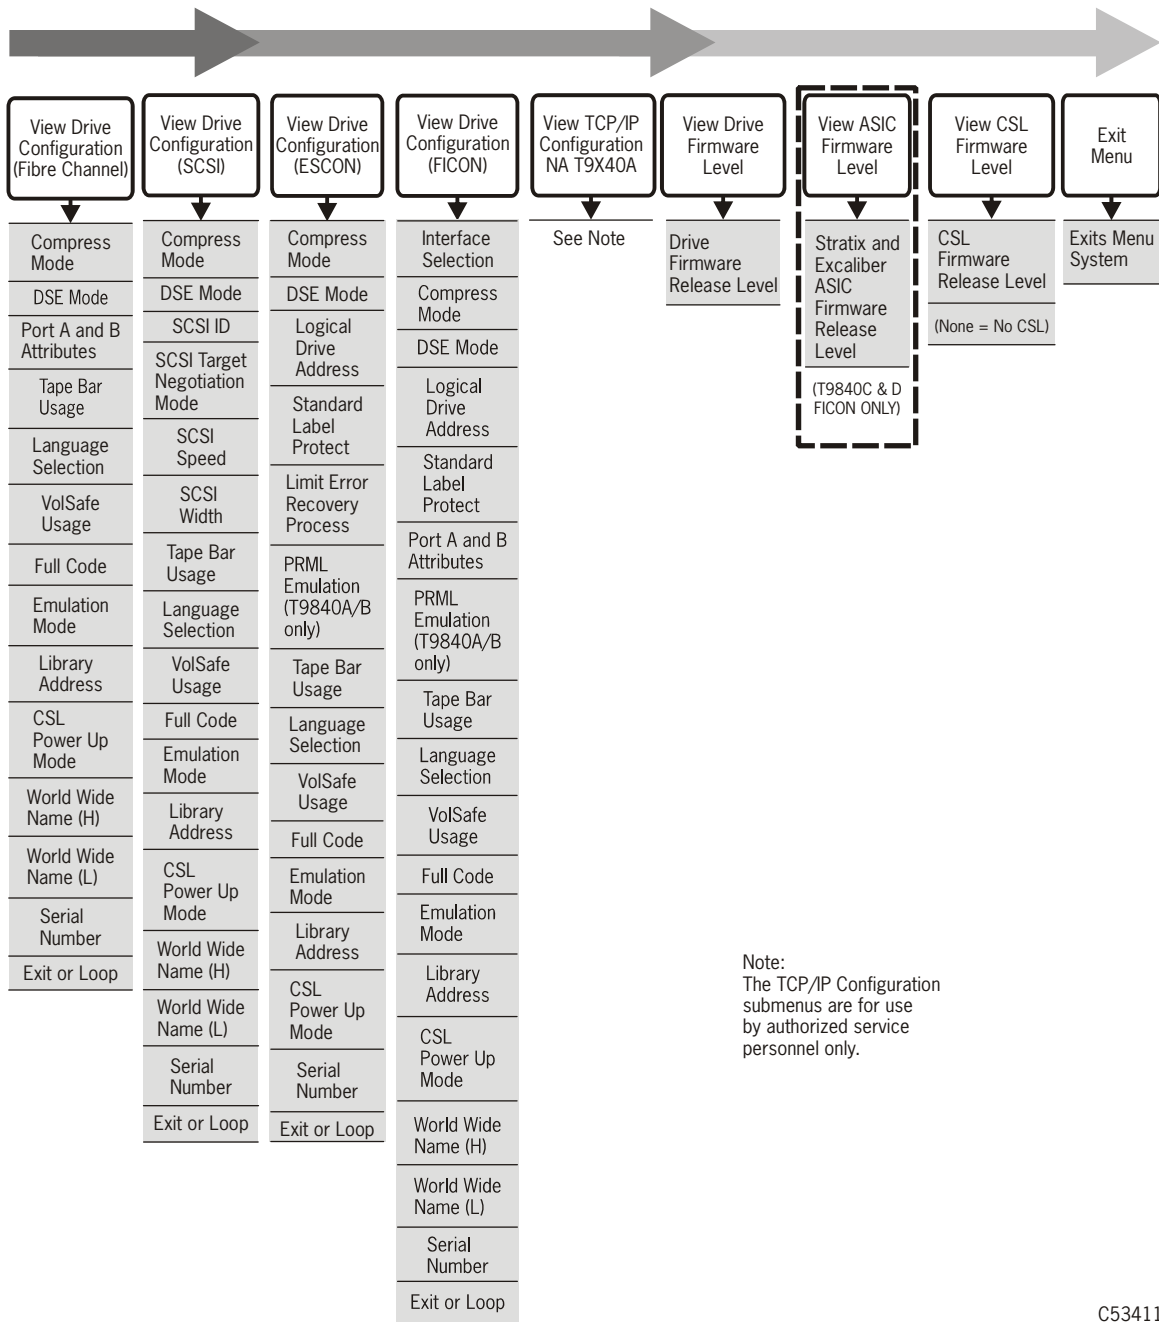 View Drive
Configuration
(Fibre Channel)
Compress
Mode
DSE Mode
Port A and B
Attributes
Tape Bar
Usage
Language
Selection
VolSafe
Usage
Full Code
Emulation
Mode
Library
Address
CSL
Power Up
Mode
World Wide
Name (H)
World Wide
Name (L)
Serial
Number
Exit or Loop
View Drive
Configuration
(SCSI)
Compress
Mode
DSE Mode
SCSI ID
SCSI Target
Negotiation
Mode
SCSI
Speed
SCSI
Width
Tape Bar
Usage
Language
Selection
VolSafe
Usage
Full Code
Emulation
Mode
Library
Address
CSL
Power Up
Mode
World Wide
Name (H)
World Wide
Name (L)
Serial
Number
Exit or Loop
View Drive
Configuration
(ESCON)
Compress
Mode
DSE Mode
Logical
Drive
Address
Standard
Label
Protect
Limit Error
Recovery
Process
PRML
Emulation
(T9840A/B
only)
Tape Bar
Usage
Language
Selection
VolSafe
Usage
Full Code
Emulation
Mode
Library
Address
CSL
Power Up
Mode
Serial
Number
Exit or Loop
View Drive
Configuration
(FICON)
Interface
Selection
Compress
Mode
DSE Mode
Logical
Drive
Address
Standard
Label
Protect
Port A and B
Attributes
PRML
Emulation
(T9840A/B
only)
Tape Bar
Usage
Language
Selection
VolSafe
Usage
Full Code
Emulation
Mode
Library
Address
CSL
Power Up
Mode
World Wide
Name (H)
World Wide
Name (L)
Serial
Number
Exit or Loop
View TCP/IP
Configuration
NA T9X40A
See Note
View Drive
Firmware
Level
Drive
Firmware
Release Level
View ASIC
Firmware
Level
Stratix and
Excaliber
ASIC
Firmware
Release
Level
(T9840C & D
FICON ONLY)
View CSL
Firmware
Level
CSL
Firmware
Release Level
(None = No CSL)
Exit
Menu
Exits Menu
System
Note:
The TCP/IP Configuration
submenus are for use
by authorized service
personnel only.
C53411